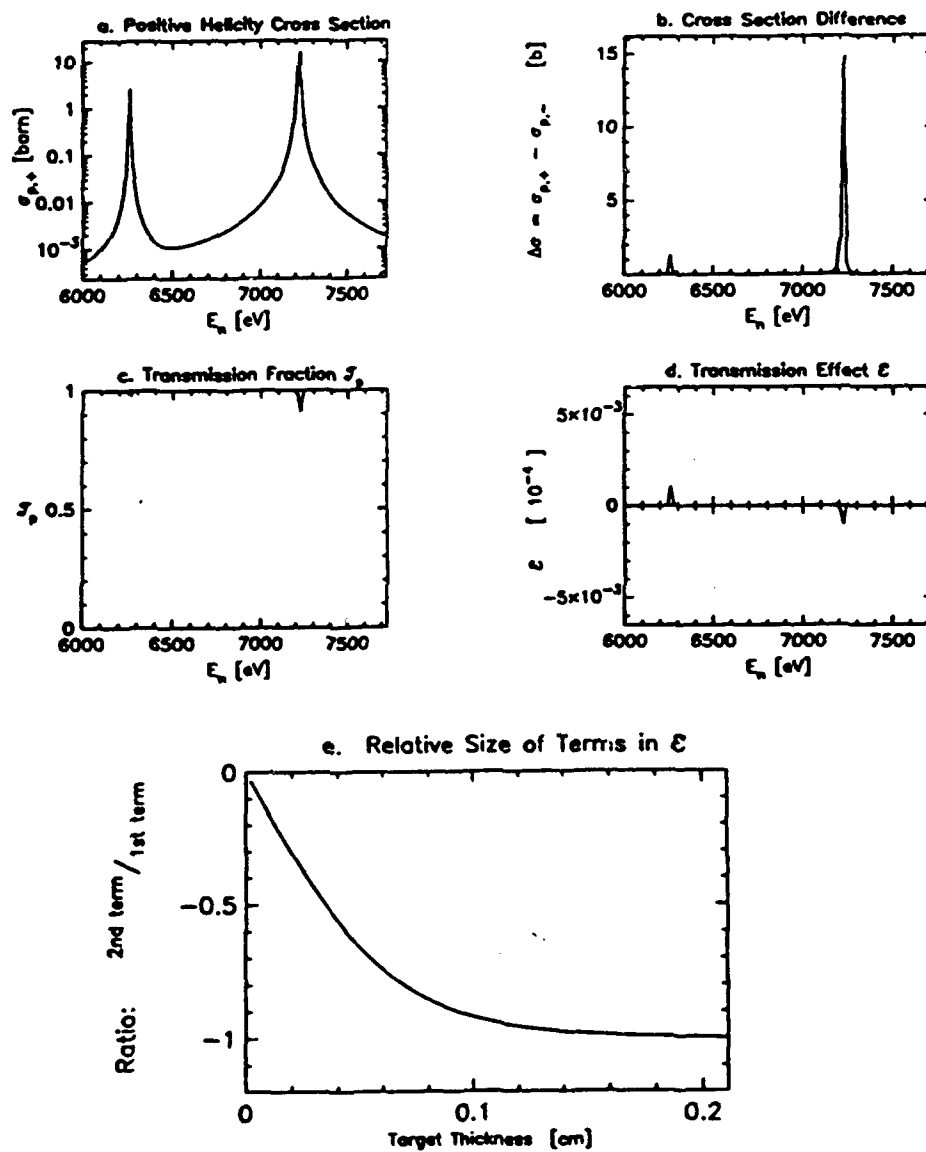 a. Positive Helicity Cross Section
10
1
0.1
0.01
10⁻³
σp,+ [barn]
6000 6500 7000 7500
Eₙ [eV]
b. Cross Section Difference
15
10
5
Δσ = σp,+ − σp,− [b]
6000 6500 7000 7500
Eₙ [eV]
c. Transmission Fraction 𝒯p
1
0.5
0
𝒯p
6000 6500 7000 7500
Eₙ [eV]
d. Transmission Effect ε
5×10⁻³
0
−5×10⁻³
ε [ 10⁻⁴ ]
6000 6500 7000 7500
Eₙ [eV]
e. Relative Size of Terms in ε
0
−0.5
−1
Ratio: 2nd term/1st term
0 0.1 0.2
Target Thickness [cm]